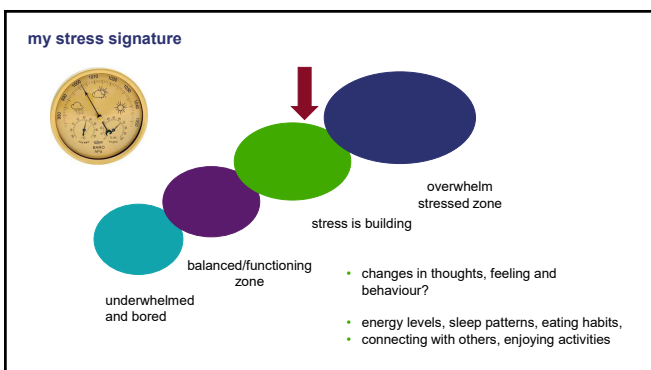 my stress signature
overwhelm
stressed zone
stress is building
balanced/functioning
zone
underwhelmed
and bored
• changes in thoughts, feeling and
behaviour?
• energy levels, sleep patterns, eating habits,
• connecting with others, enjoying activities